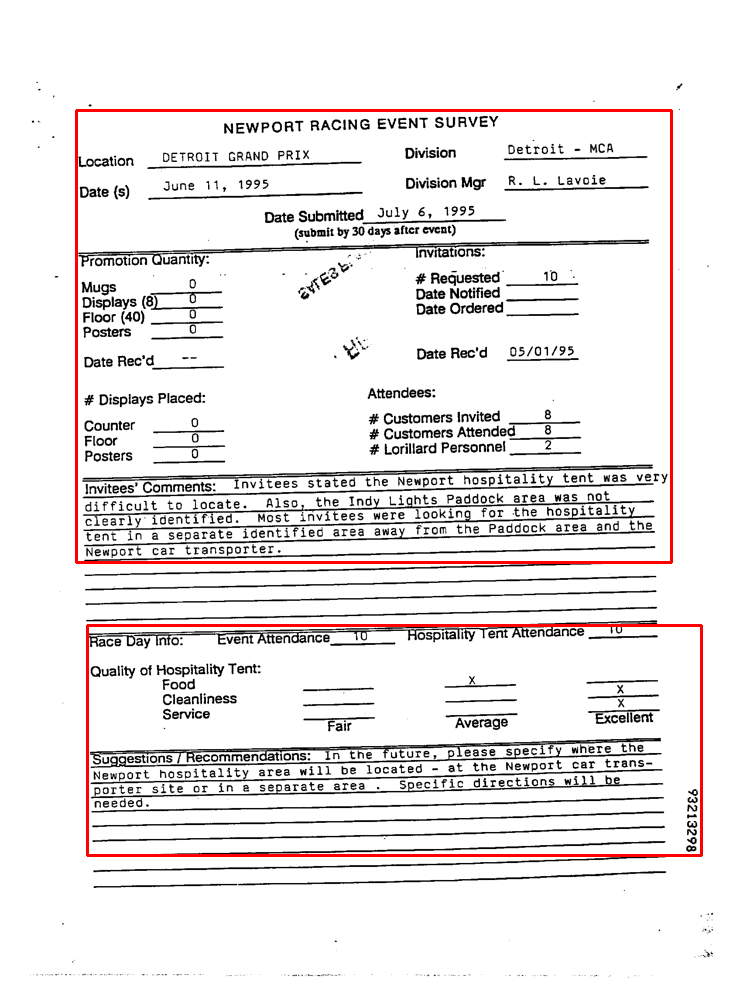 NEWPORT RACING EVENT SURVEY
Location DETROIT GRAND PRIX Division Detroit - MCA
Date (s) June 11, 1995 Division Mgr R. L. Lavoie
Date Submitted July 6, 1995
(submit by 30 days after event)
Promotion Quantity: Invitations:
Mugs 0 # Requested 10
Displays (8) 0 Date Notified
Floor (40) 0 Date Ordered
Posters 0
Date Rec'd -- Date Rec'd 05/01/95
# Displays Placed: Attendees:
Counter 0 # Customers Invited 8
Floor 0 # Customers Attended 8
Posters 0 # Lorillard Personnel 2
Invitees' Comments: Invitees stated the Newport hospitality tent was very
difficult to locate. Also, the Indy Lights Paddock area was not
clearly identified. Most invitees were looking for the hospitality
tent in a separate identified area away from the Paddock area and the
Newport car transporter.
Race Day Info: Event Attendance 10 Hospitality Tent Attendance 10
Quality of Hospitality Tent:
Food X
Cleanliness X
Service X
Fair Average Excellent
Suggestions / Recommendations: In the future, please specify where the
Newport hospitality area will be located - at the Newport car trans-
porter site or in a separate area . Specific directions will be
needed.
93213298